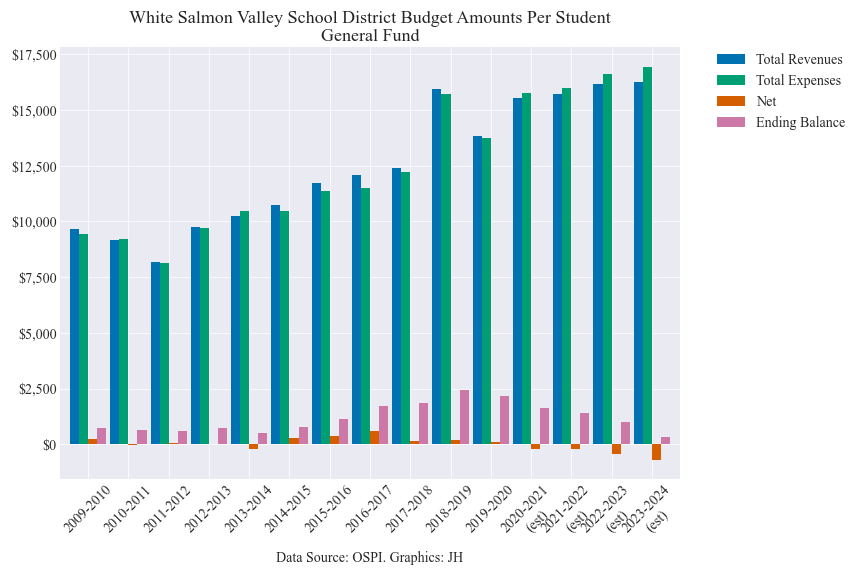 White Salmon Valley School District Budget Amounts Per Student
General Fund
$17,500
$15,000
$12,500
$10,000
$7,500
$5,000
$2,500
$0
Total Revenues
Total Expenses
Net
Ending Balance
2009-2010
2010-2011
2011-2012
2012-2013
2013-2014
2014-2015
2015-2016
2016-2017
2017-2018
2018-2019
2019-2020
2020-2021
(est)
2021-2022
(est)
2022-2023
(est)
2023-2024
(est)
Data Source: OSPI. Graphics: JH